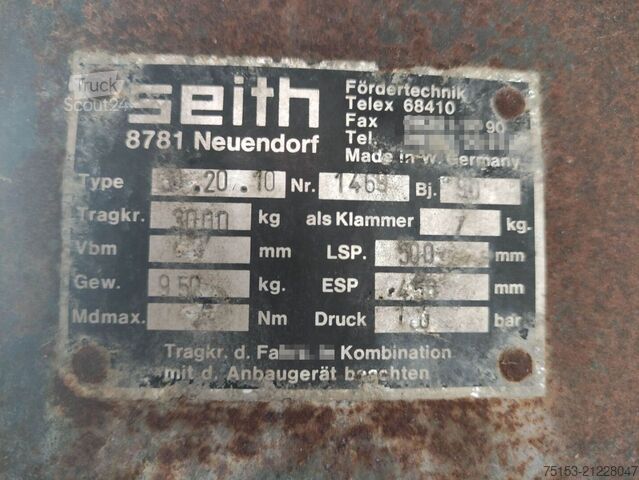 Truck
Scout24
seith
Fördertechnik
Telex 68410
Fax 90
Tel
8781 Neuendorf
Made in W. Germany
Type .20.10 Nr. 1469 Bj. 90
Tragkr. 3000 kg als Klammer / kg.
Vbm mm LSP. 500 mm
Gew. 950 kg. ESP mm
Mdmax. Nm Druck bar
Tragkr. d. Kombination
mit d. Anbaugerät beachten
75153-21228047